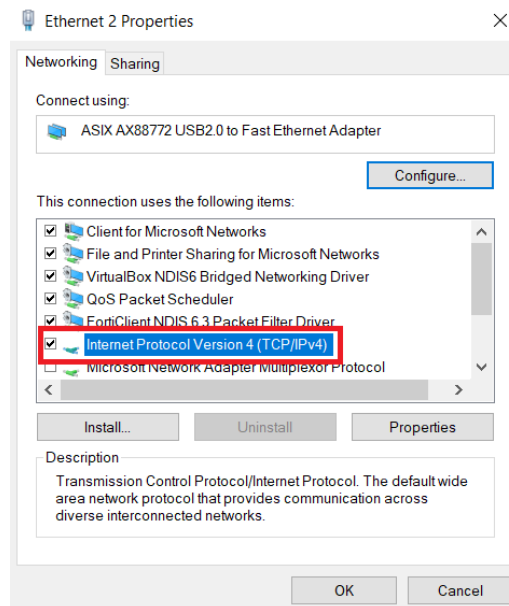 Ethernet 2 Properties
Networking
Sharing
Connect using:
ASIX AX88772 USB2.0 to Fast Ethernet Adapter
Configure...
This connection uses the following items:
Client for Microsoft Networks
File and Printer Sharing for Microsoft Networks
VirtualBox NDIS6 Bridged Networking Driver
QoS Packet Scheduler
FortiClient NDIS 6.3 Packet Filter Driver
Internet Protocol Version 4 (TCP/IPv4)
Microsoft Network Adapter Multiplexor Protocol
Install...
Uninstall
Properties
Description
Transmission Control Protocol/Internet Protocol. The default wide
area network protocol that provides communication across
diverse interconnected networks.
OK
Cancel